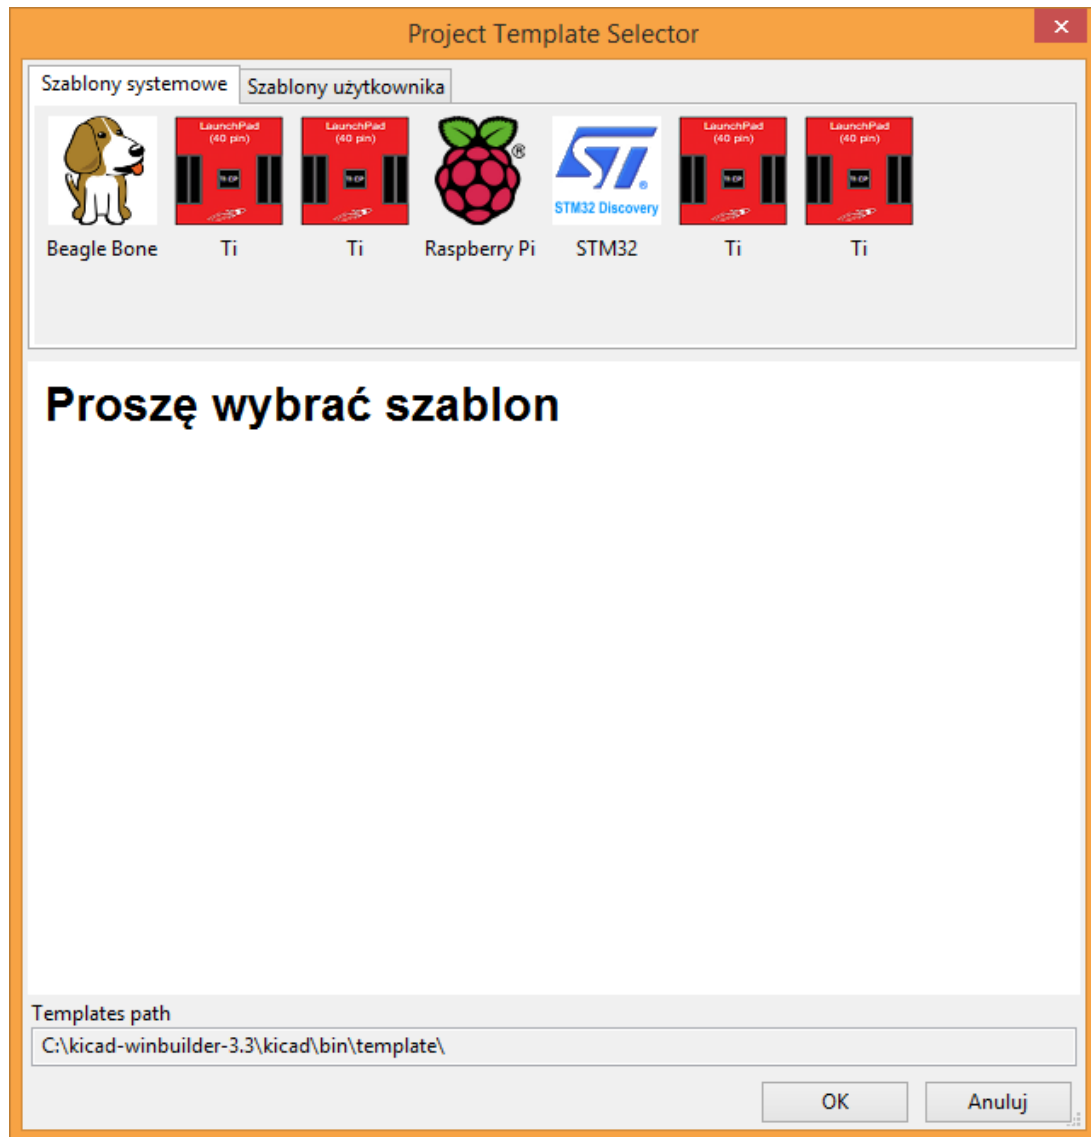 Project Template Selector
Szablony systemowe Szablony użytkownika
LaunchPad
(40 pin)
LaunchPad
(40 pin)
®
STM32 Discovery
LaunchPad
(40 pin)
LaunchPad
(40 pin)
Beagle Bone Ti Ti Raspberry Pi STM32 Ti Ti
Proszę wybrać szablon
Templates path
C:\kicad-winbuilder-3.3\kicad\bin\template\
OK Anuluj